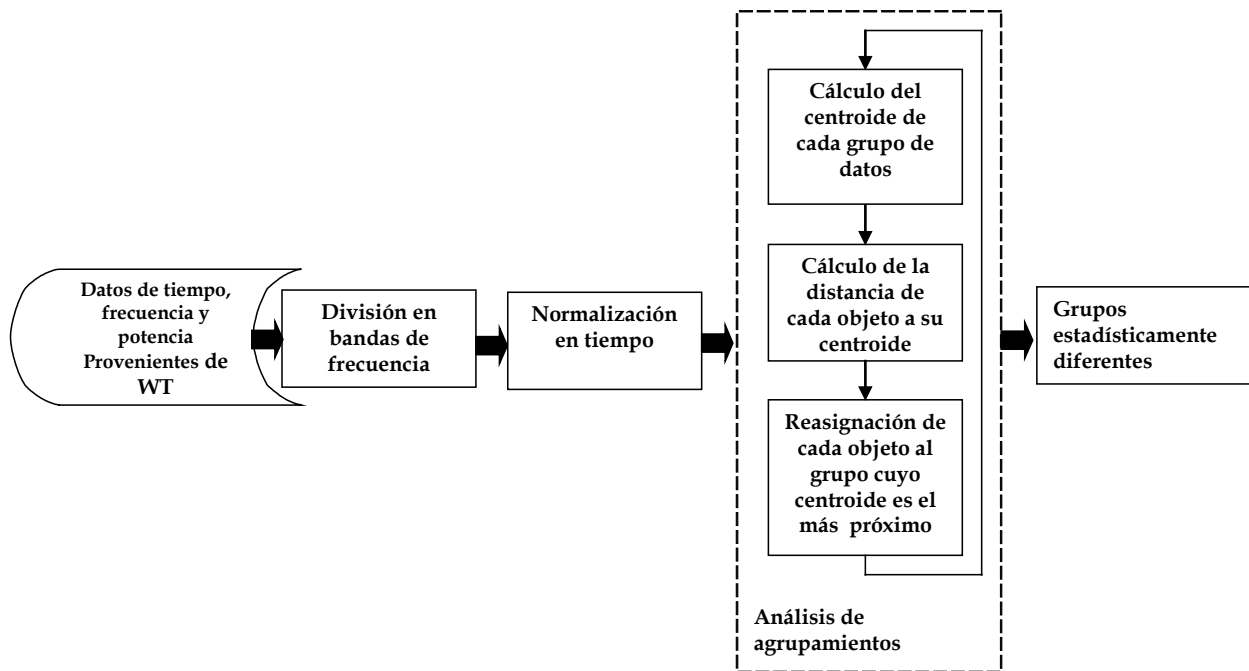 Datos de tiempo,
frecuencia y
potencia
Provenientes de
WT
División en
bandas de
frecuencia
Normalización
en tiempo
Cálculo del
centroide de
cada grupo de
datos
Cálculo de la
distancia de
cada objeto a su
centroide
Reasignación de
cada objeto al
grupo cuyo
centroide es el
más próximo
Análisis de
agrupamientos
Grupos
estadísticamente
diferentes